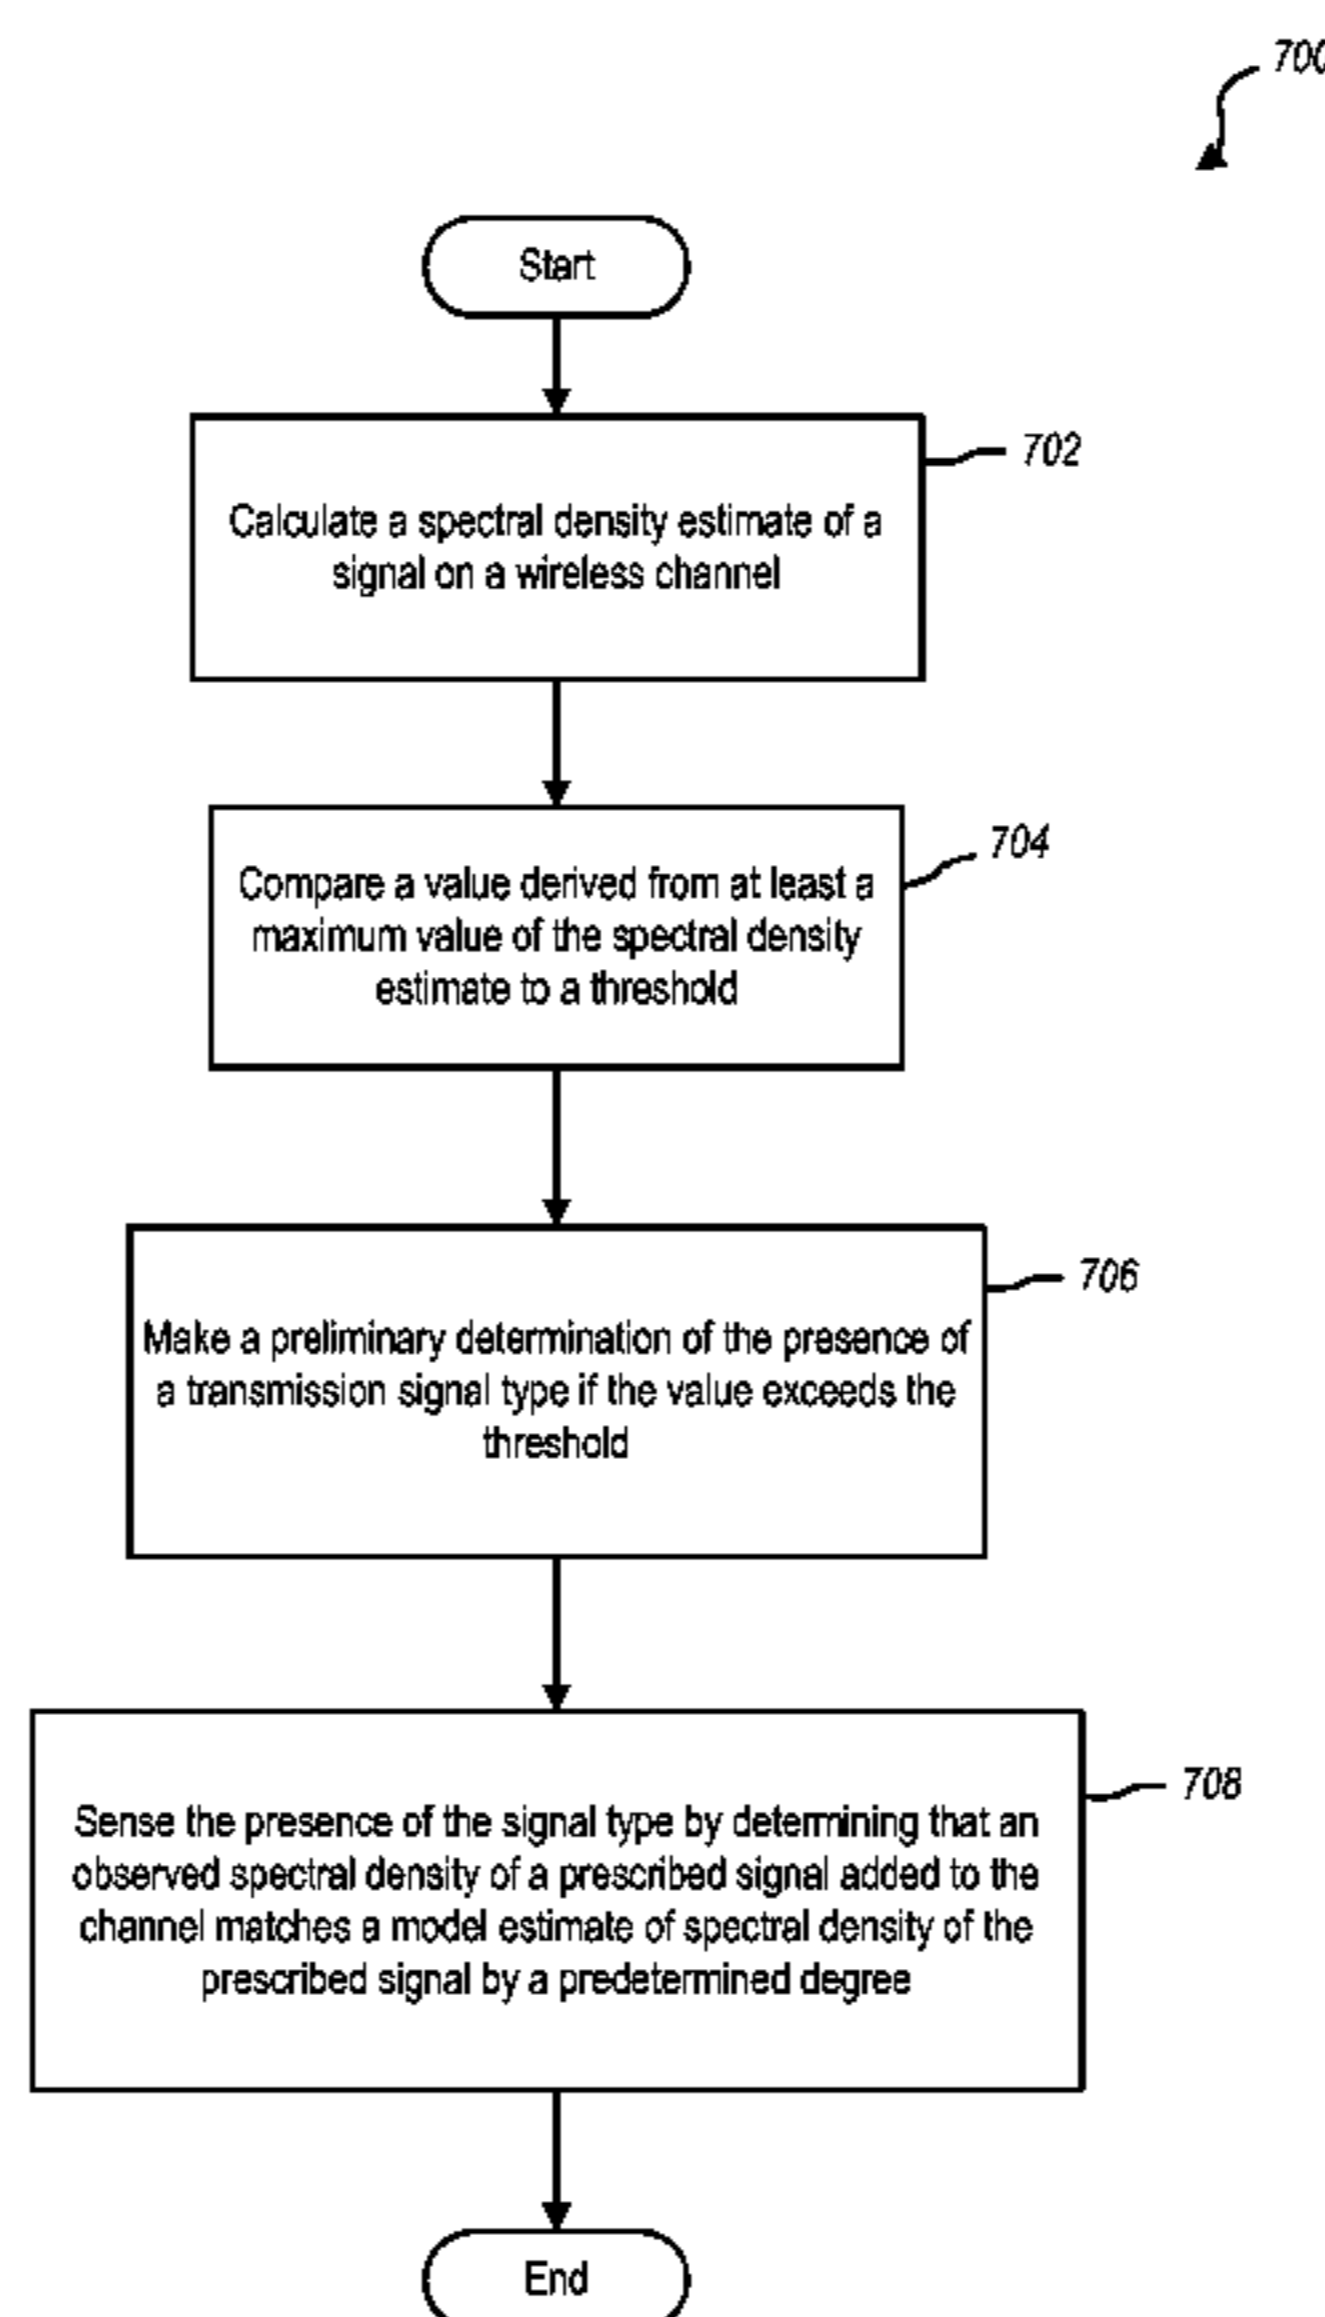 700
Start
702
Calculate a spectral density estimate of a
signal on a wireless channel
704
Compare a value derived from at least a
maximum value of the spectral density
estimate to a threshold
706
Make a preliminary determination of the presence of
a transmission signal type if the value exceeds the
threshold
708
Sense the presence of the signal type by determining that an
observed spectral density of a prescribed signal added to the
channel matches a model estimate of spectral density of the
prescribed signal by a predetermined degree
End